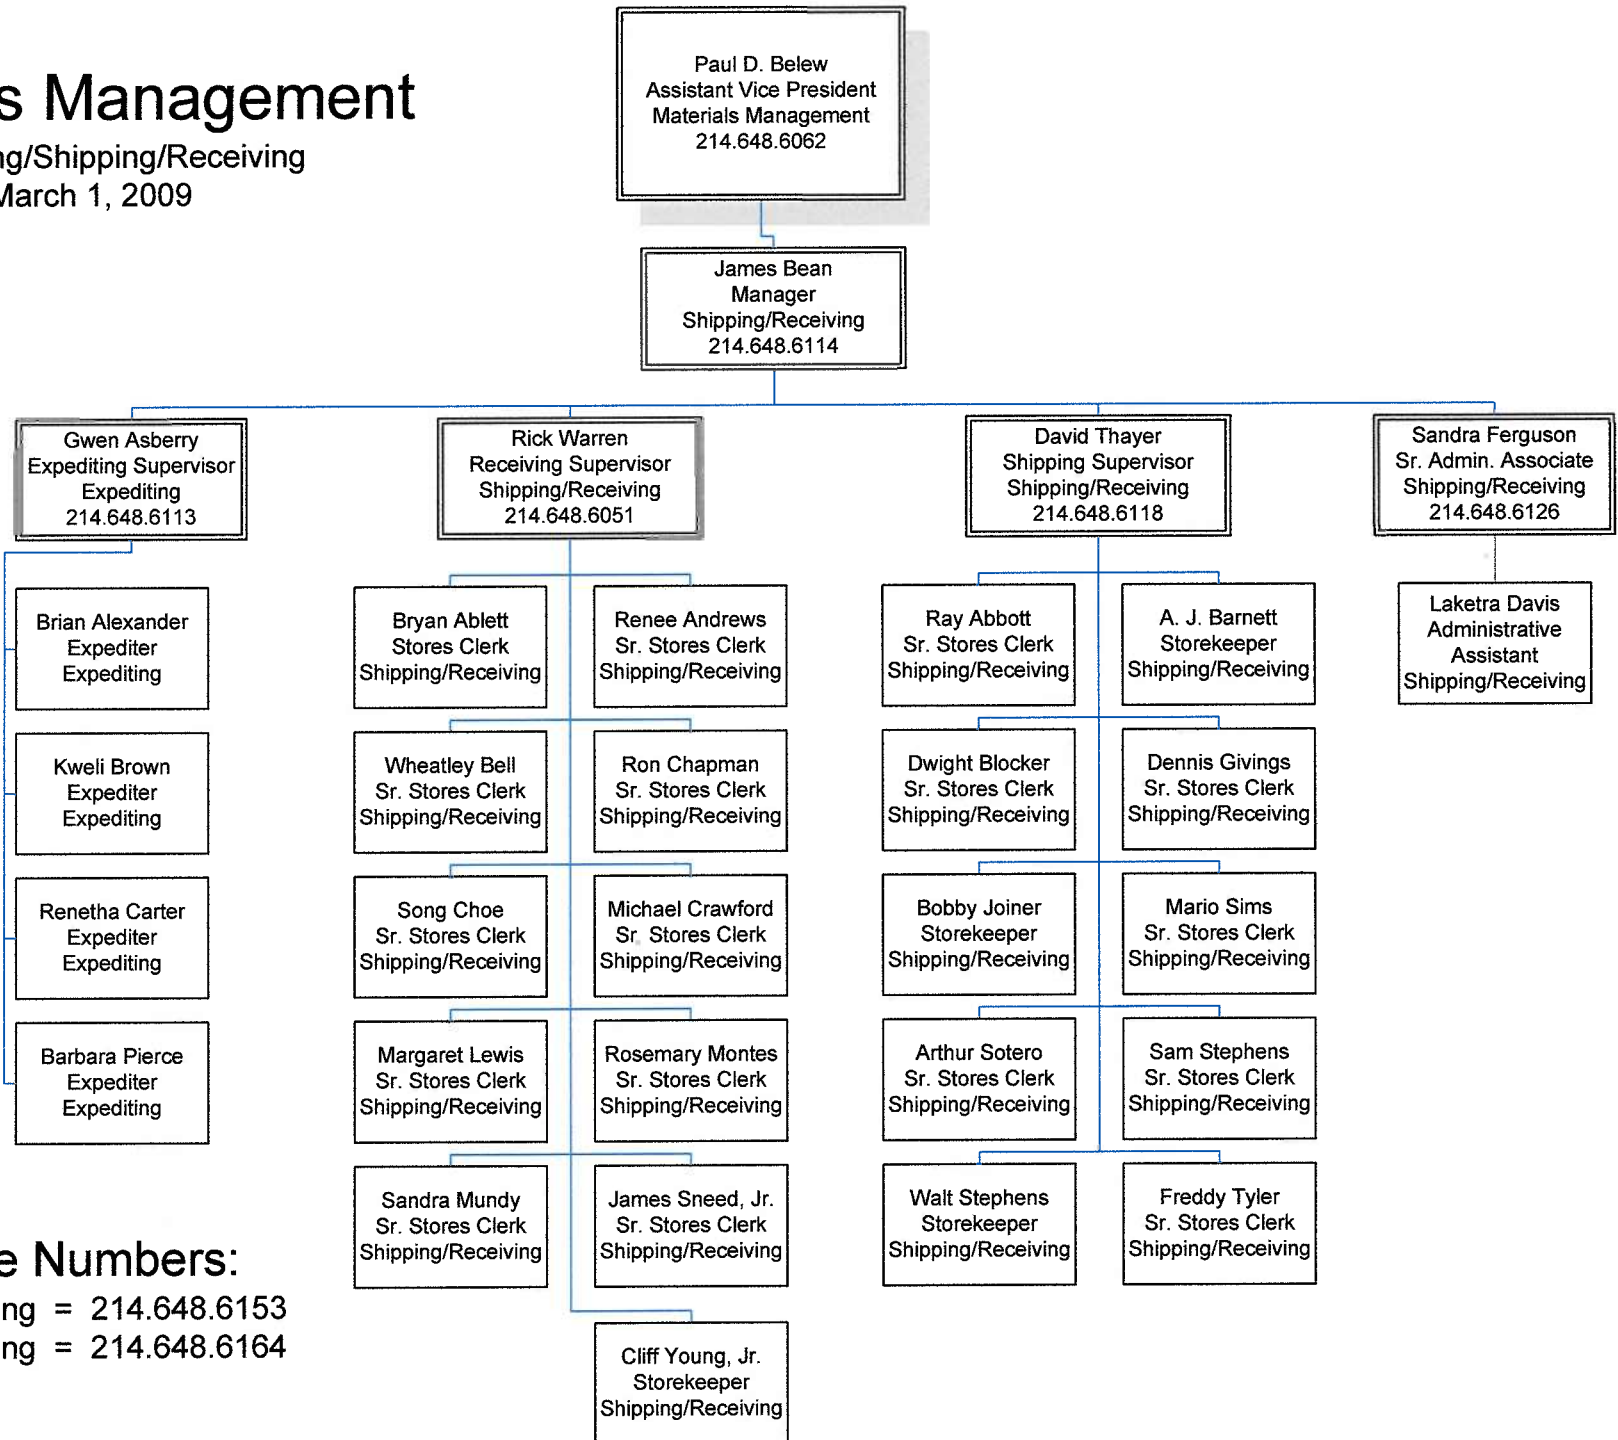 s Management
ng/Shipping/Receiving
March 1, 2009
Paul D. Belew
Assistant Vice President
Materials Management
214.648.6062
James Bean
Manager
Shipping/Receiving
214.648.6114
Gwen Asberry
Expediting Supervisor
Expediting
214.648.6113
Rick Warren
Receiving Supervisor
Shipping/Receiving
214.648.6051
David Thayer
Shipping Supervisor
Shipping/Receiving
214.648.6118
Sandra Ferguson
Sr. Admin. Associate
Shipping/Receiving
214.648.6126
Brian Alexander
Expediter
Expediting
Bryan Ablett
Stores Clerk
Shipping/Receiving
Renee Andrews
Sr. Stores Clerk
Shipping/Receiving
Ray Abbott
Sr. Stores Clerk
Shipping/Receiving
A. J. Barnett
Storekeeper
Shipping/Receiving
Laketra Davis
Administrative
Assistant
Shipping/Receiving
Kweli Brown
Expediter
Expediting
Wheatley Bell
Sr. Stores Clerk
Shipping/Receiving
Ron Chapman
Sr. Stores Clerk
Shipping/Receiving
Dwight Blocker
Sr. Stores Clerk
Shipping/Receiving
Dennis Givings
Sr. Stores Clerk
Shipping/Receiving
Renetha Carter
Expediter
Expediting
Song Choe
Sr. Stores Clerk
Shipping/Receiving
Michael Crawford
Sr. Stores Clerk
Shipping/Receiving
Bobby Joiner
Storekeeper
Shipping/Receiving
Mario Sims
Sr. Stores Clerk
Shipping/Receiving
Barbara Pierce
Expediter
Expediting
Margaret Lewis
Sr. Stores Clerk
Shipping/Receiving
Rosemary Montes
Sr. Stores Clerk
Shipping/Receiving
Arthur Sotero
Sr. Stores Clerk
Shipping/Receiving
Sam Stephens
Sr. Stores Clerk
Shipping/Receiving
Sandra Mundy
Sr. Stores Clerk
Shipping/Receiving
James Sneed, Jr.
Sr. Stores Clerk
Shipping/Receiving
Walt Stephens
Storekeeper
Shipping/Receiving
Freddy Tyler
Sr. Stores Clerk
Shipping/Receiving
Cliff Young, Jr.
Storekeeper
Shipping/Receiving
e Numbers:
ng = 214.648.6153
ng = 214.648.6164